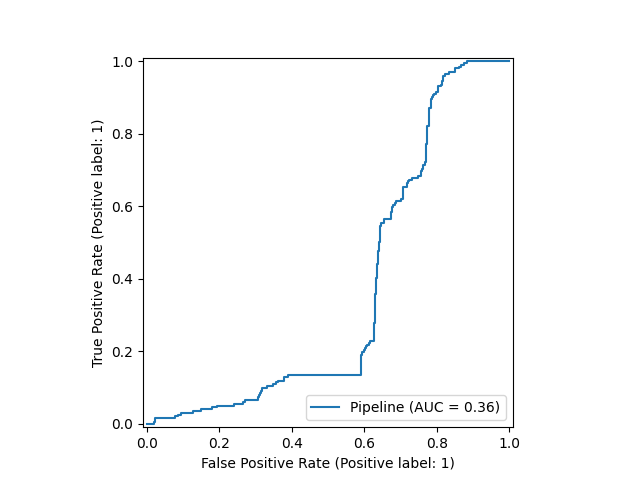 1.0
0.8
0.6
0.4
0.2
0.0
True Positive Rate (Positive label: 1)
Pipeline (AUC = 0.36)
0.0 0.2 0.4 0.6 0.8 1.0
False Positive Rate (Positive label: 1)